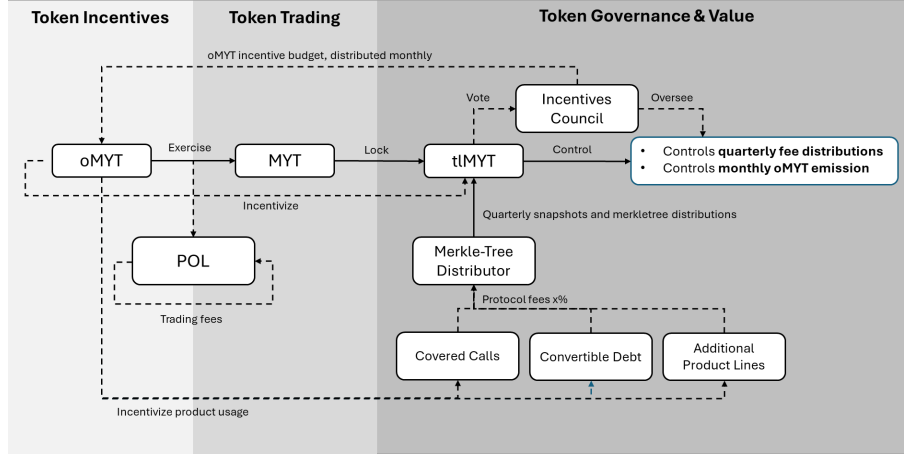 Token Incentives
Token Trading
Token Governance & Value
oMYT incentive budget, distributed monthly
Vote
Incentives
Council
Oversee
oMYT
Exercise
MYT
Lock
tlMYT
Control
• Controls quarterly fee distributions
• Controls monthly oMYT emission
Incentivize
Quarterly snapshots and merkletree distributions
POL
Merkle-Tree
Distributor
Trading fees
Protocol fees x%
Covered Calls
Convertible Debt
Additional
Product Lines
Incentivize product usage